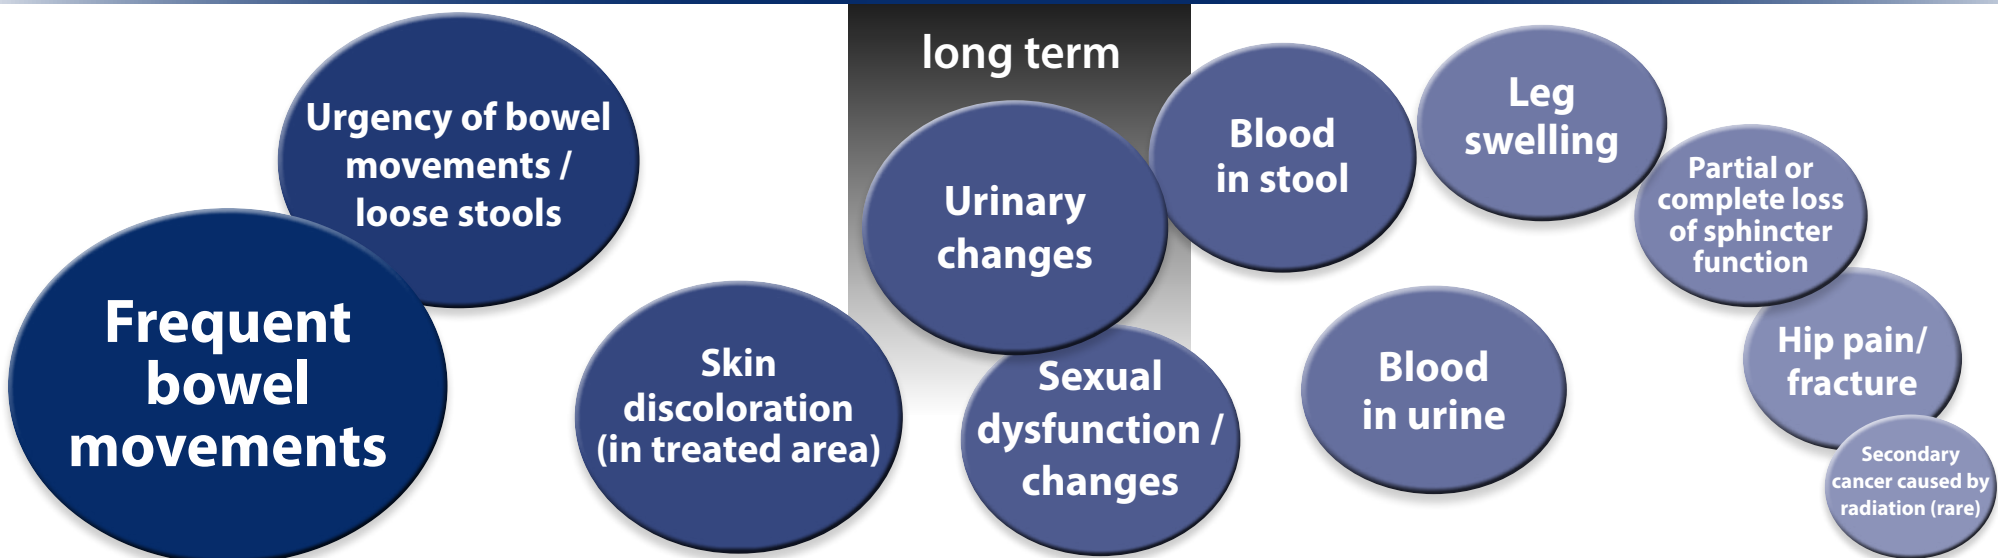 long term
Frequent
bowel
movements
Urgency of bowel
movements /
loose stools
Skin
discoloration
(in treated area)
Urinary
changes
Sexual
dysfunction /
changes
Blood
in stool
Blood
in urine
Leg
swelling
Partial or
complete loss
of sphincter
function
Hip pain/
fracture
Secondary
cancer caused by
radiation (rare)